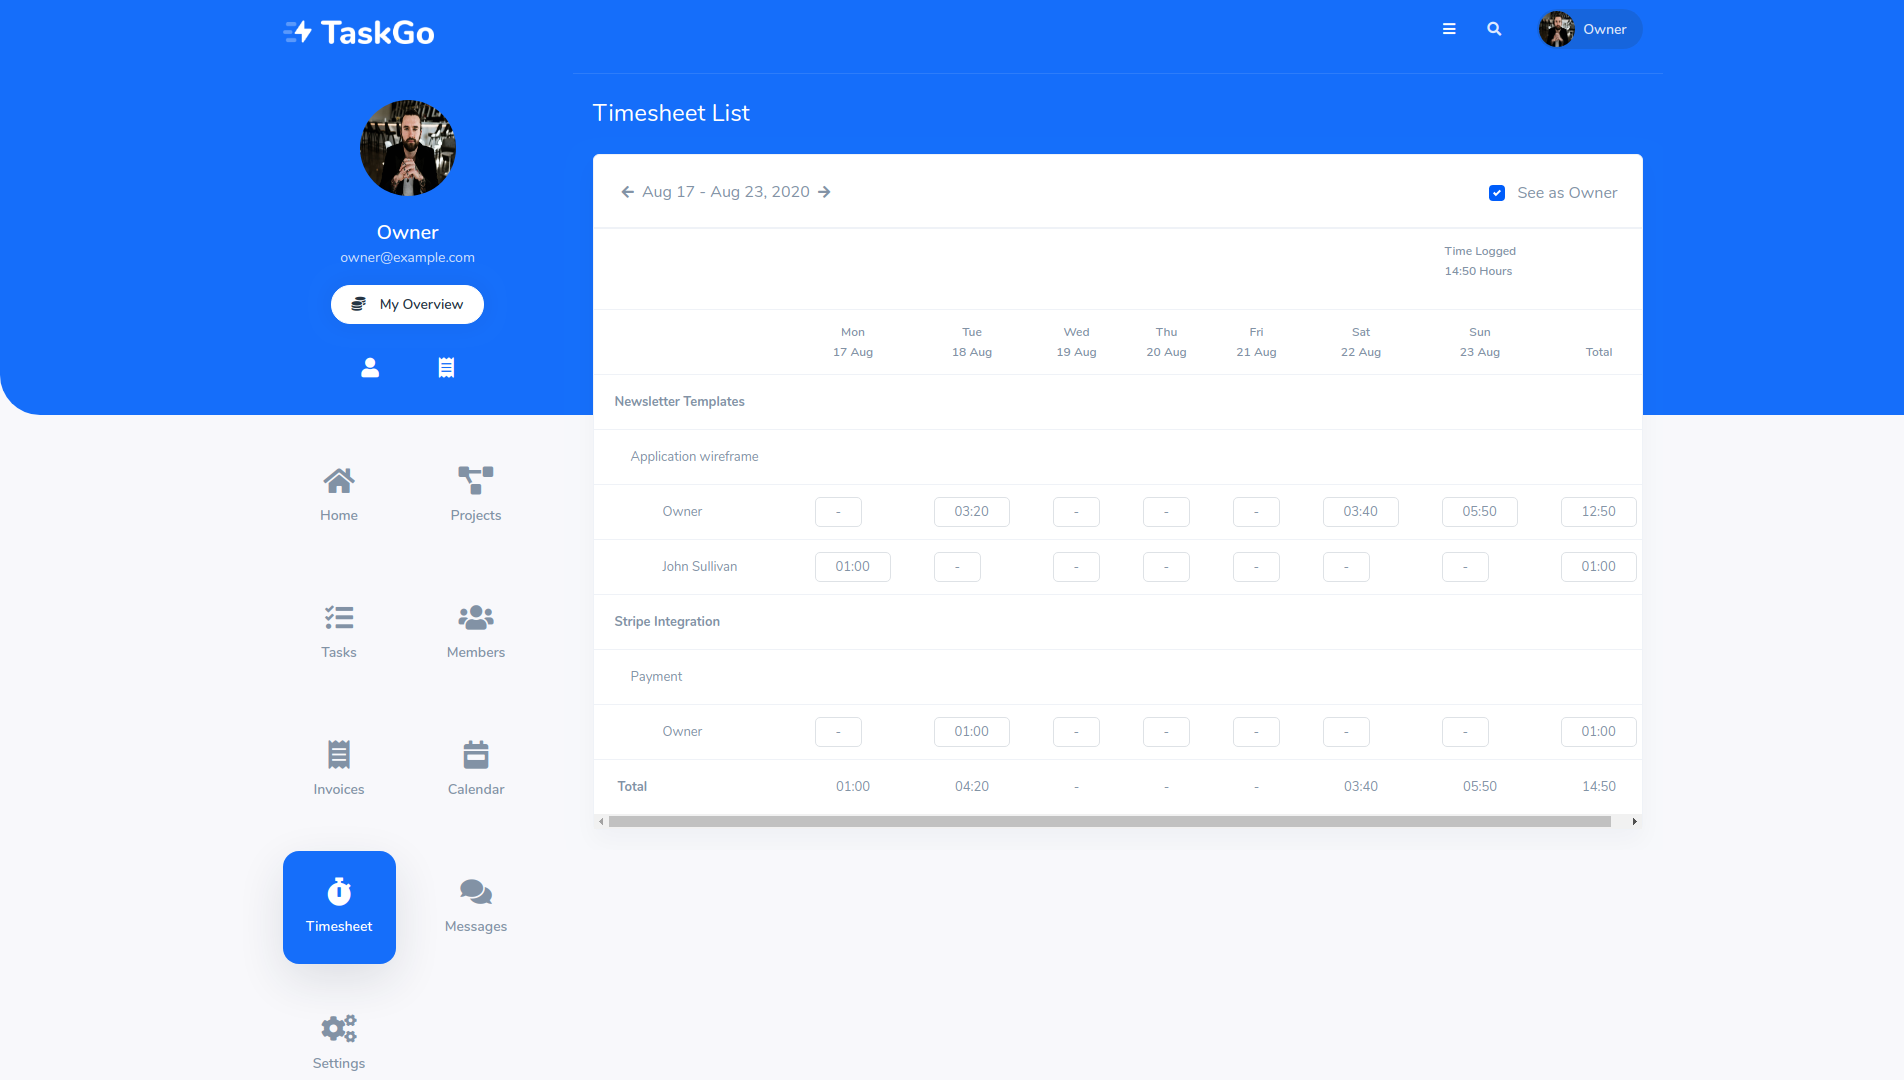 TaskGo
Owner
Owner
owner@example.com
My Overview
Home
Projects
Tasks
Members
Invoices
Calendar
Timesheet
Messages
Settings
Timesheet List
Aug 17 - Aug 23, 2020
See as Owner
Time Logged
14:50 Hours
Mon Tue Wed Thu Fri Sat Sun
17 Aug 18 Aug 19 Aug 20 Aug 21 Aug 22 Aug 23 Aug Total
Newsletter Templates
Application wireframe
Owner - 03:20 - - - 03:40 05:50 12:50
John Sullivan 01:00 - - - - - - 01:00
Stripe Integration
Payment
Owner - 01:00 - - - - - 01:00
Total 01:00 04:20 - - - 03:40 05:50 14:50